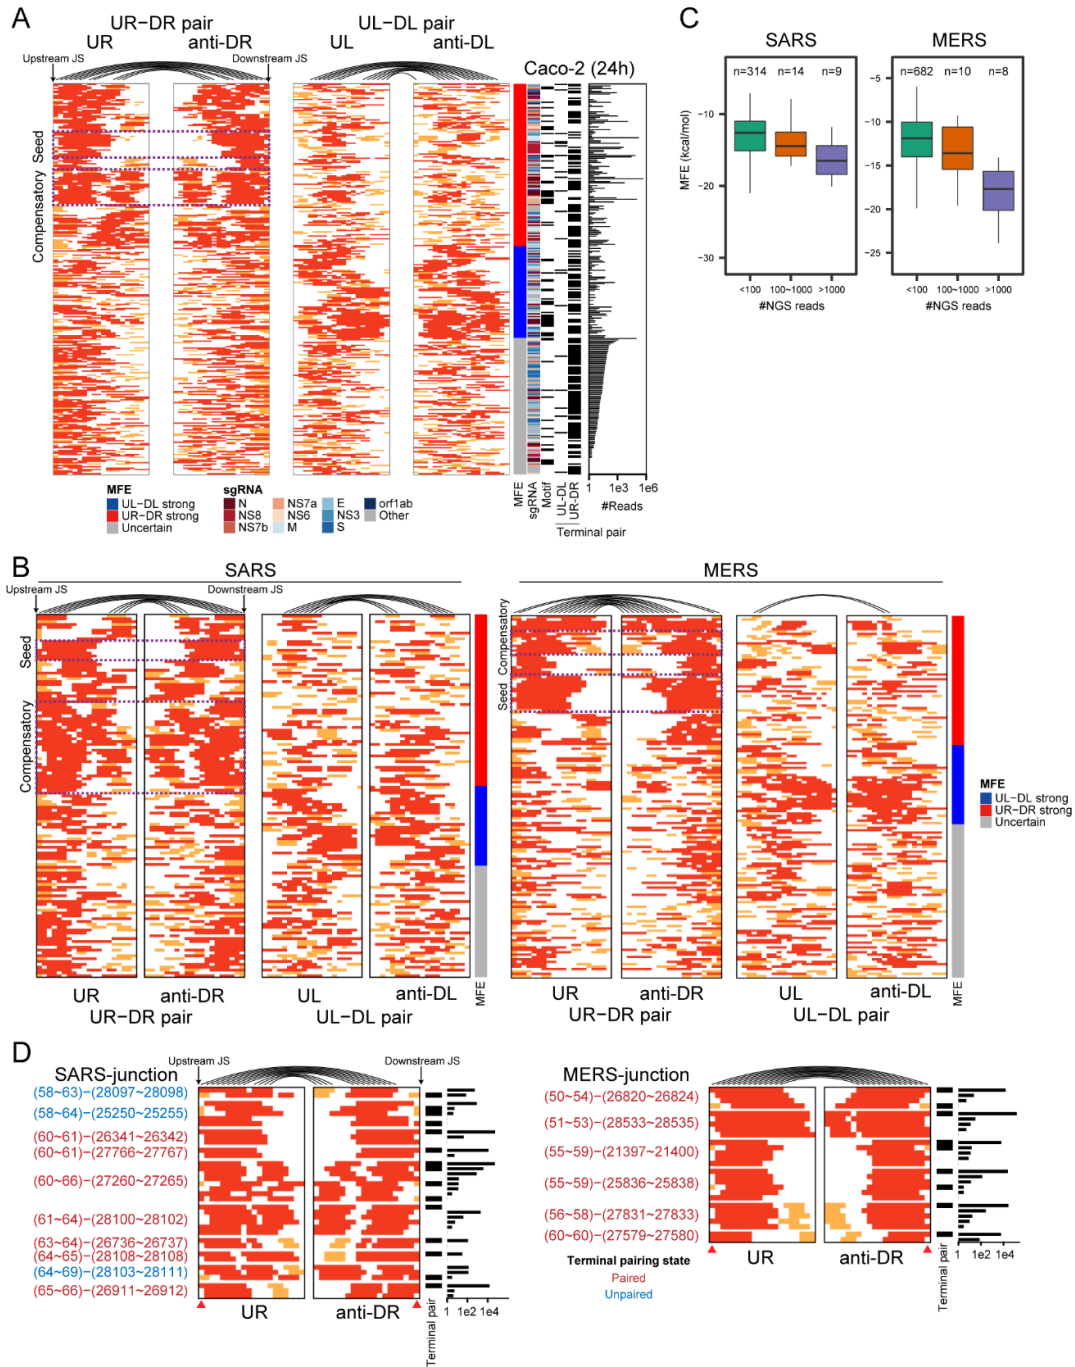 A
UR−DR pair
UR
anti-DR
Upstream JS
Downstream JS
UL−DL pair
UL
anti-DL
Caco-2 (24h)
Seed
Compensatory
MFE
sgRNA
Motif
UL-DL
UR-DR
Terminal pair
1
1e3
1e6
#Reads
MFE
UL−DL strong
UR−DR strong
Uncertain
sgRNA
N
NS8
NS7b
NS7a
NS6
M
E
NS3
S
orf1ab
Other
C
SARS
MERS
n=314
n=14
n=9
n=682
n=10
n=8
MFE (kcal/mol)
−10
−20
−30
−5
−10
−15
−20
−25
<100
100~1000
>1000
<100
100~1000
>1000
#NGS reads
#NGS reads
B
SARS
MERS
Upstream JS
Downstream JS
Seed
Compensatory
Compensatory
Seed
MFE
UL−DL strong
UR−DR strong
Uncertain
UR
anti-DR
UR−DR pair
UL
anti-DL
UL−DL pair
MFE
UR
anti-DR
UR−DR pair
UL
anti-DL
UL−DL pair
MFE
D
Upstream JS
Downstream JS
SARS-junction
(58~63)−(28097~28098)
(58~64)−(25250~25255)
(60~61)−(26341~26342)
(60~61)−(27766~27767)
(60~66)−(27260~27265)
(61~64)−(28100~28102)
(63~64)−(26736~26737)
(64~65)−(28108~28108)
(64~69)−(28103~28111)
(65~66)−(26911~26912)
UR
anti-DR
Terminal pair
1
1e2
1e4
MERS-junction
(50~54)−(26820~26824)
(51~53)−(28533~28535)
(55~59)−(21397~21400)
(55~59)−(25836~25838)
(56~58)−(27831~27833)
(60~60)−(27579~27580)
Terminal pairing state
Paired
Unpaired
UR
anti-DR
Terminal pair
1
1e2
1e4